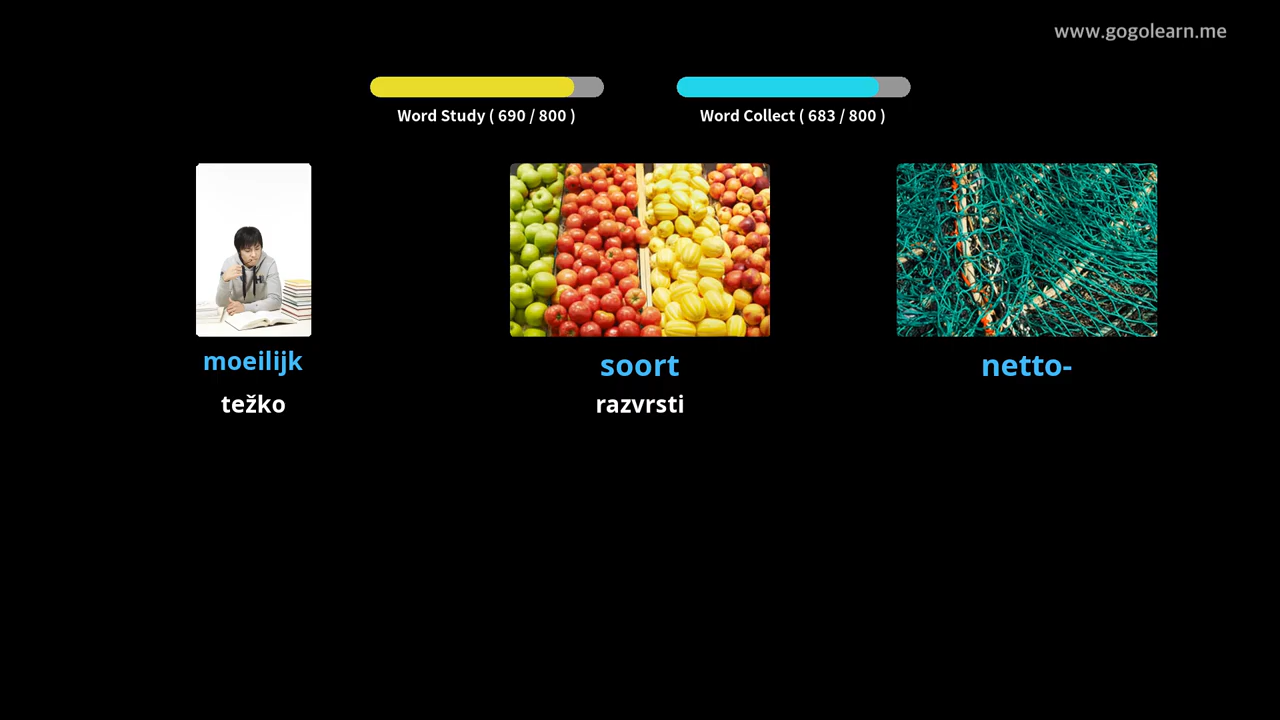 www.gogolearn.me
Word Study ( 690 / 800 )
Word Collect ( 683 / 800 )
moeilijk
težko
soort
razvrsti
netto-